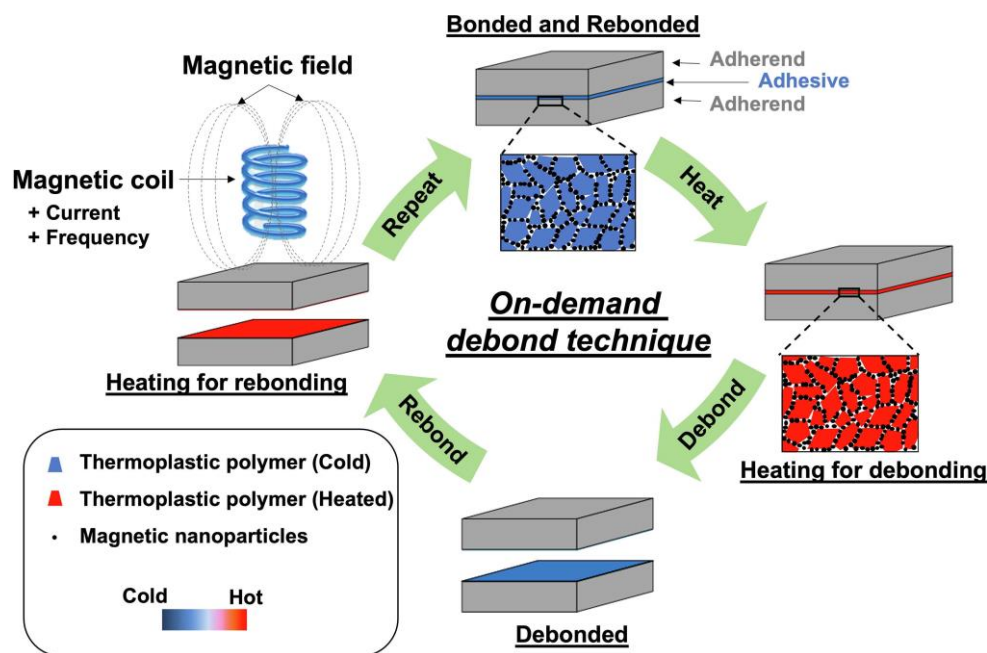 Bonded and Rebonded
Adherend
Adhesive
Adherend
Magnetic field
Magnetic coil
+ Current
+ Frequency
Repeat
Heat
On-demand
debond technique
Heating for rebonding
Rebond
Debond
Heating for debonding
Thermoplastic polymer (Cold)
Thermoplastic polymer (Heated)
Magnetic nanoparticles
Cold Hot
Debonded